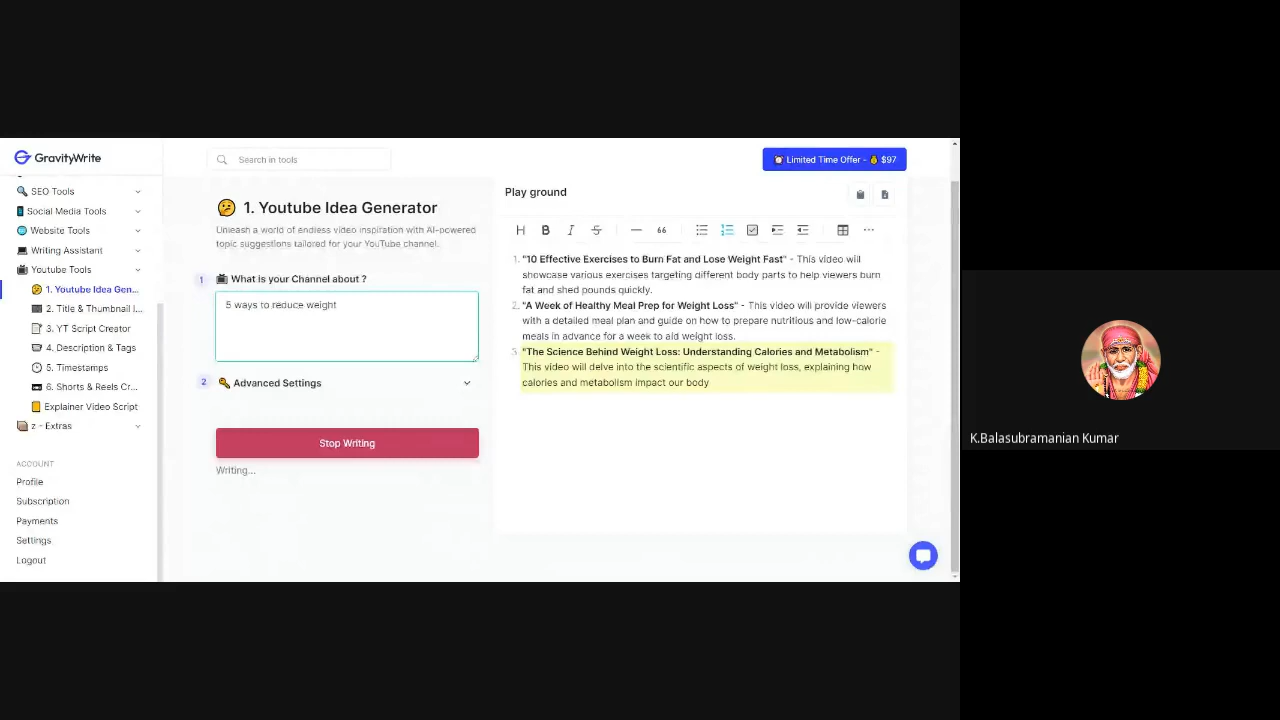 GravityWrite
Search in tools
Limited Time Offer - $97
SEO Tools
Social Media Tools
Website Tools
Writing Assistant
Youtube Tools
1. Youtube Idea Gen...
2. Title & Thumbnail I...
3. YT Script Creator
4. Description & Tags
5. Timestamps
6. Shorts & Reels Cr...
Explainer Video Script
z - Extras
ACCOUNT
Profile
Subscription
Payments
Settings
Logout
1. Youtube Idea Generator
Unleash a world of endless video inspiration with AI-powered
topic suggestions tailored for your YouTube channel.
1 What is your Channel about ?
5 ways to reduce weight
2 Advanced Settings
Stop Writing
Writing...
Play ground
H B I S 66
1. "10 Effective Exercises to Burn Fat and Lose Weight Fast" - This video will
showcase various exercises targeting different body parts to help viewers burn
fat and shed pounds quickly.
2. "A Week of Healthy Meal Prep for Weight Loss" - This video will provide viewers
with a detailed meal plan and guide on how to prepare nutritious and low-calorie
meals in advance for a week to aid weight loss.
3. "The Science Behind Weight Loss: Understanding Calories and Metabolism" -
This video will delve into the scientific aspects of weight loss, explaining how
calories and metabolism impact our body
K.Balasubramanian Kumar